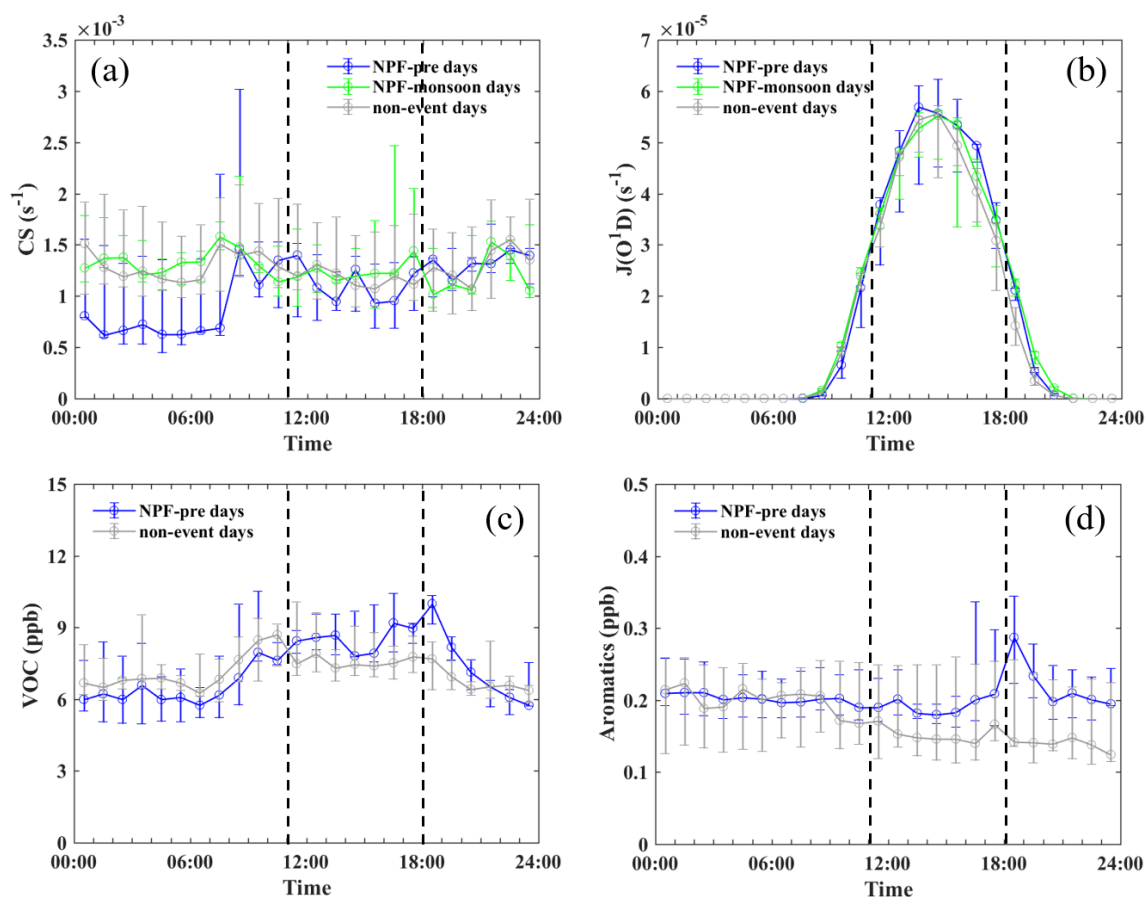 ×10⁻³
3.5
3
2.5
2
1.5
1
0.5
0
CS (s⁻¹)
(a)
NPF-pre days
NPF-monsoon days
non-event days
00:00 06:00 12:00 18:00 24:00
Time
×10⁻⁵
7
6
5
4
3
2
1
0
J(O¹D) (s⁻¹)
NPF-pre days
NPF-monsoon days
non-event days
(b)
00:00 06:00 12:00 18:00 24:00
Time
15
12
9
6
3
0
VOC (ppb)
NPF-pre days
non-event days
(c)
00:00 06:00 12:00 18:00 24:00
Time
0.5
0.4
0.3
0.2
0.1
0
Aromatics (ppb)
NPF-pre days
non-event days
(d)
00:00 06:00 12:00 18:00 24:00
Time